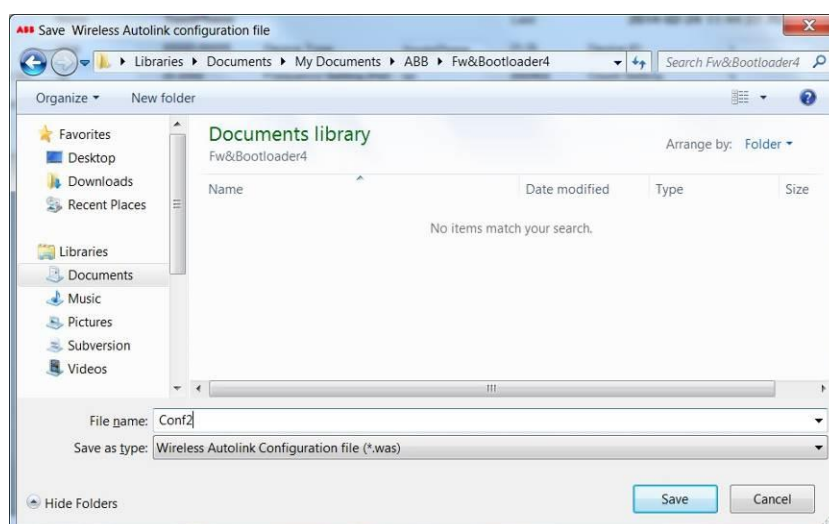 ABB Save Wireless Autolink configuration file
Libraries Documents My Documents ABB Fw&Bootloader4 Search Fw&Bootloader4
Organize New folder
Favorites
Desktop
Downloads
Recent Places
Libraries
Documents
Music
Pictures
Subversion
Videos
Documents library
Fw&Bootloader4
Arrange by: Folder
Name Date modified Type Size
No items match your search.
File name: Conf2
Save as type: Wireless Autolink Configuration file (*.was)
Hide Folders Save Cancel